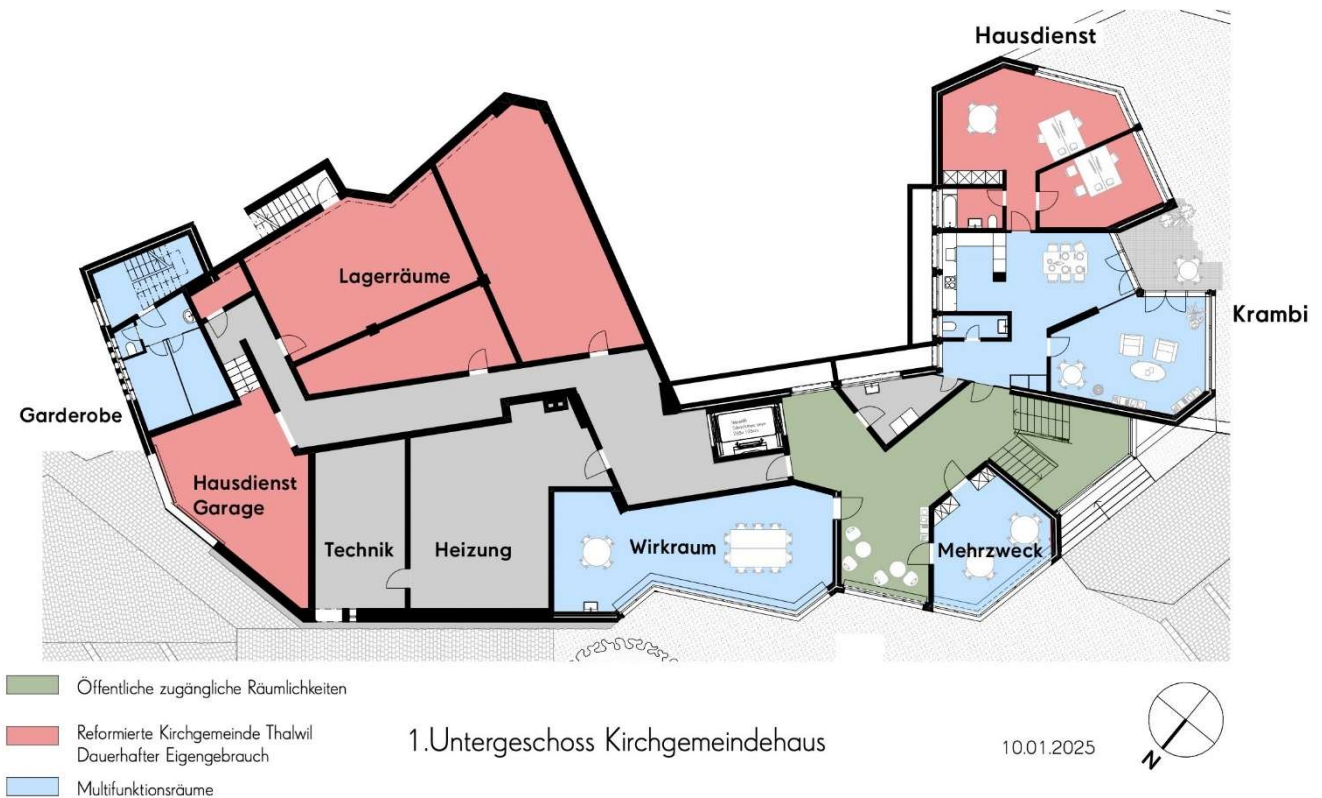 Hausdienst
Lagerräume
Krambi
Garderobe
Hausdienst
Garage
Technik
Heizung
Wirkraum
Mehrzweck
Öffentliche zugängliche Räumlichkeiten
Reformierte Kirchgemeinde Thalwil
Dauerhafter Eigengebrauch
Multifunktionsräume
1.Untergeschoss Kirchgemeindehaus
10.01.2025
N